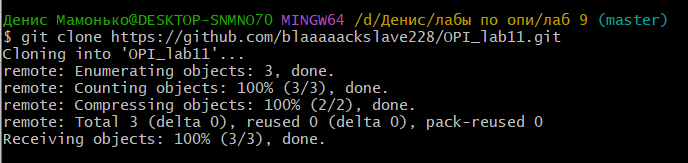 Денис Мамонько@DESKTOP-SNMNO70 MINGW64 /d/Денис/лабы по опи/лаб 9 (master)
$ git clone https://github.com/blaaaaackslave228/OPI_lab11.git
Cloning into 'OPI_lab11'...
remote: Enumerating objects: 3, done.
remote: Counting objects: 100% (3/3), done.
remote: Compressing objects: 100% (2/2), done.
remote: Total 3 (delta 0), reused 0 (delta 0), pack-reused 0
Receiving objects: 100% (3/3), done.